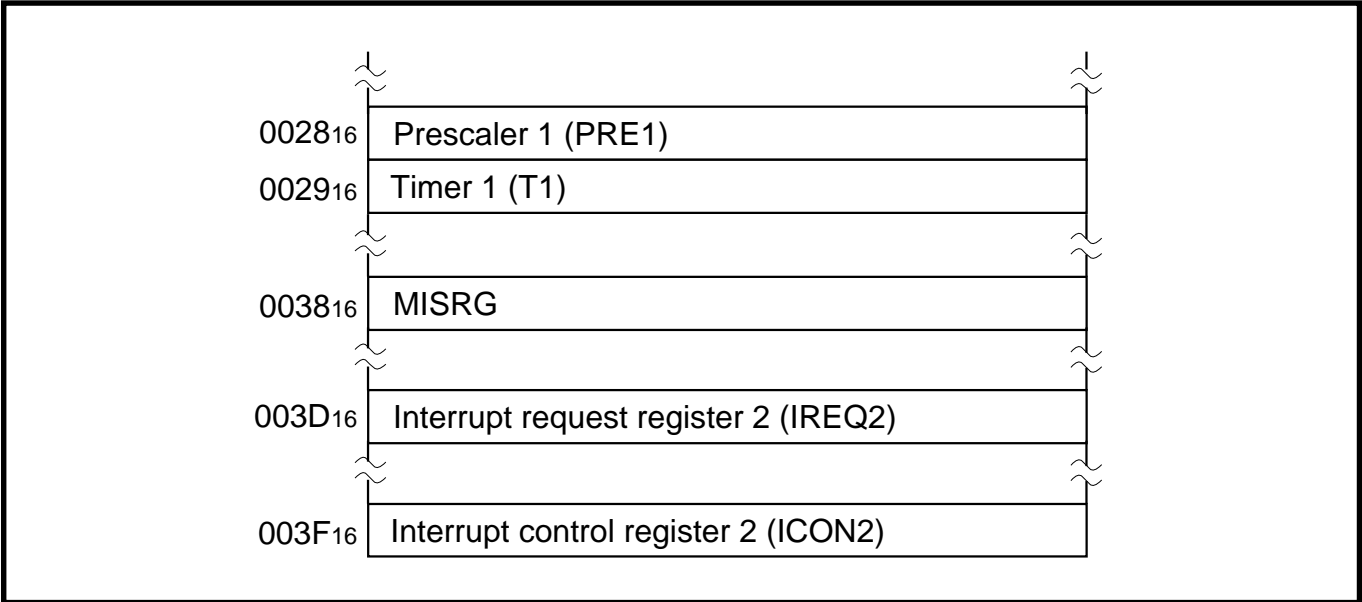 0028₁₆ Prescaler 1 (PRE1)
0029₁₆ Timer 1 (T1)
0038₁₆ MISRG
003D₁₆ Interrupt request register 2 (IREQ2)
003F₁₆ Interrupt control register 2 (ICON2)